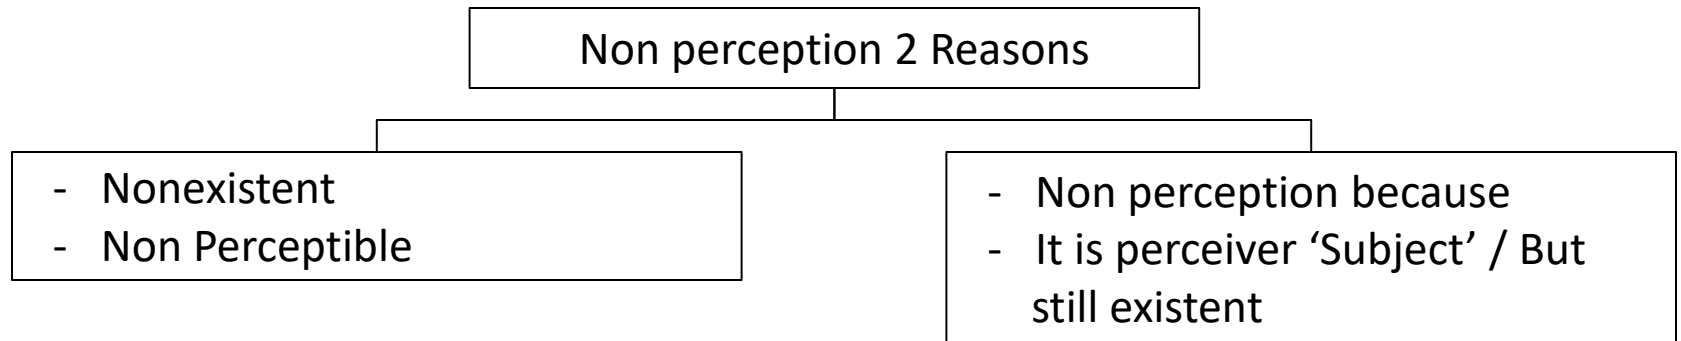 Non perception 2 Reasons
- Nonexistent
- Non Perceptible
- Non perception because
- It is perceiver ‘Subject’ / But
still existent